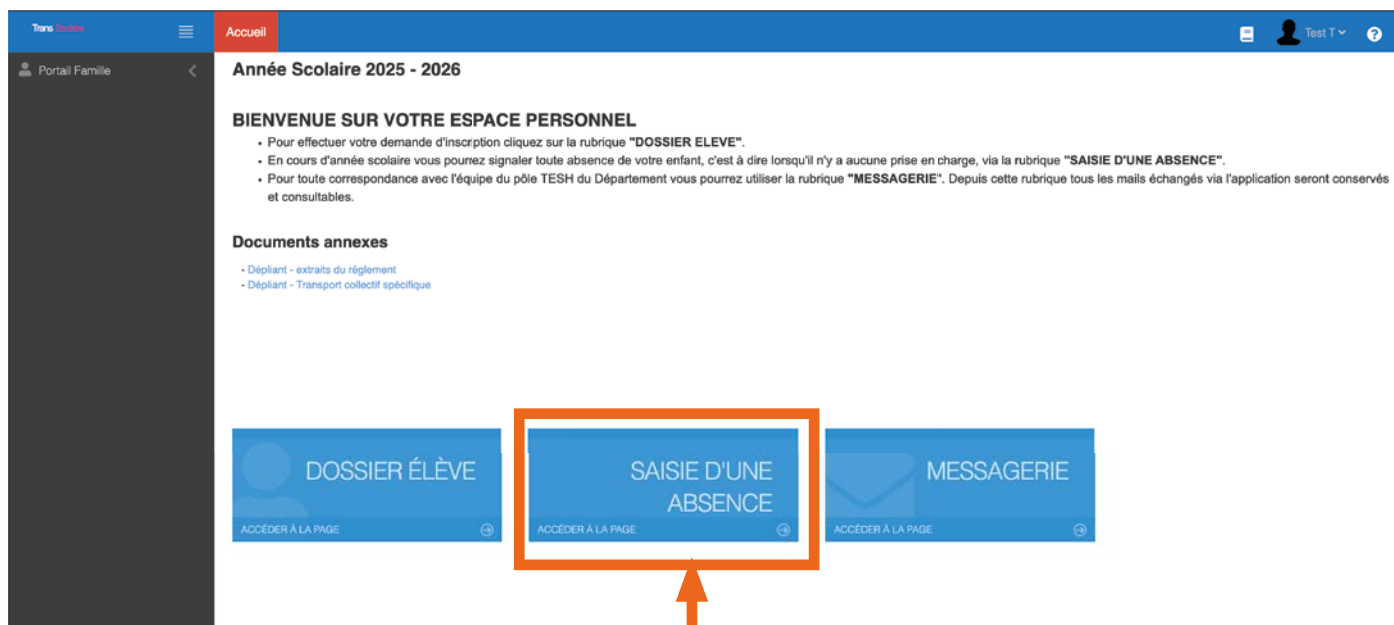 Trans Scolaire
Accueil
Test T
Portail Famille
Année Scolaire 2025 - 2026
BIENVENUE SUR VOTRE ESPACE PERSONNEL
• Pour effectuer votre demande d'inscription cliquez sur la rubrique "DOSSIER ELEVE".
• En cours d'année scolaire vous pourrez signaler toute absence de votre enfant, c'est à dire lorsqu'il n'y a aucune prise en charge, via la rubrique "SAISIE D'UNE ABSENCE".
• Pour toute correspondance avec l'équipe du pôle TESH du Département vous pourrez utiliser la rubrique "MESSAGERIE". Depuis cette rubrique tous les mails échangés via l'application seront conservés
et consultables.
Documents annexes
- Dépliant - extraits du réglement
- Dépliant - Transport collectif spécifique
DOSSIER ÉLÈVE
ACCÉDER À LA PAGE
SAISIE D'UNE
ABSENCE
ACCÉDER À LA PAGE
MESSAGERIE
ACCÉDER À LA PAGE